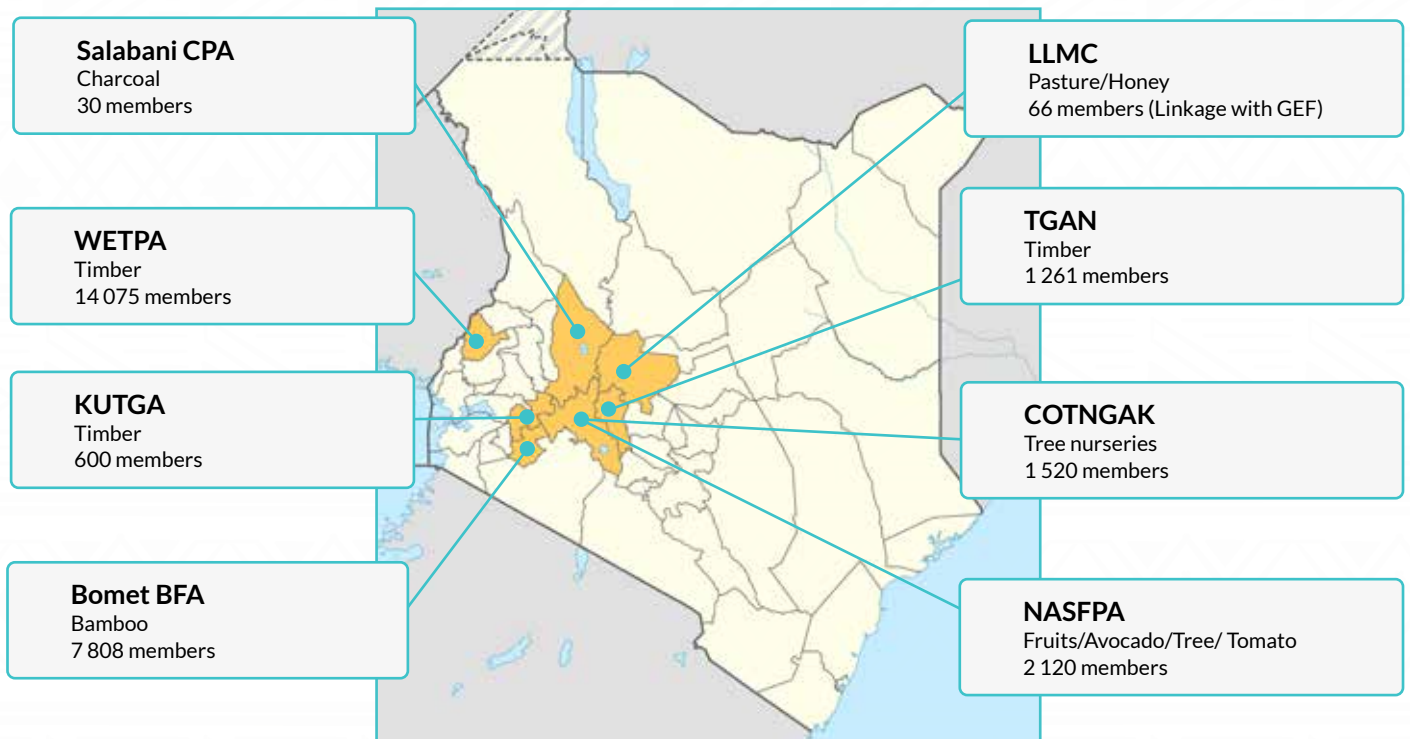 Salabani CPA
Charcoal
30 members
WETPA
Timber
14 075 members
KUTGA
Timber
600 members
Bomet BFA
Bamboo
7 808 members
LLMC
Pasture/Honey
66 members (Linkage with GEF)
TGAN
Timber
1 261 members
COTNGAK
Tree nurseries
1 520 members
NASFPA
Fruits/Avocado/Tree/ Tomato
2 120 members